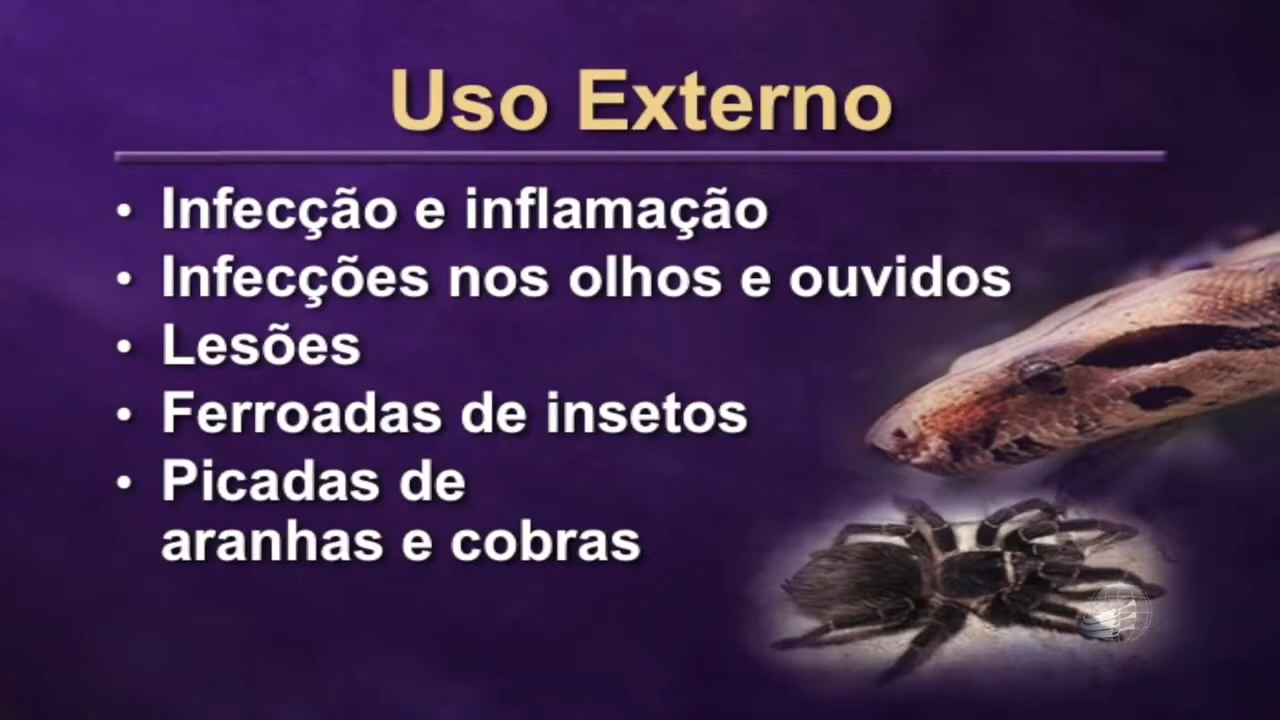 Uso Externo
• Infecção e inflamação
• Infecções nos olhos e ouvidos
• Lesões
• Ferroadas de insetos
• Picadas de
aranhas e cobras